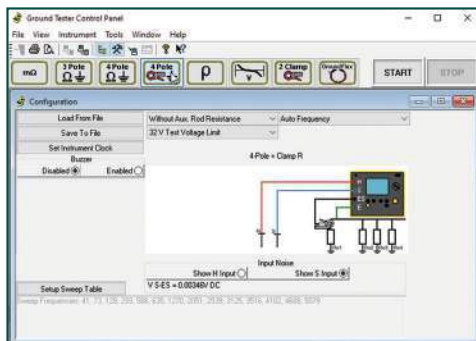 Ground Tester Control Panel
File View Instrument Tools Window Help
mΩ 3 Pole Ω 4 Pole Ω 4 Pole ρ V 2 Clamp GroundFlex START STOP
Configuration
Load From File Without Aux. Rod Resistance Auto Frequency
Save To File 32 V Test Voltage Limit
Set Instrument Clock
Buzzer 4-Pole + Clamp R
Disabled Enabled
H
S
ES
E
Input Noise
Show H Input Show S Input
Setup Sweep Table V S-ES = 0.00346V DC